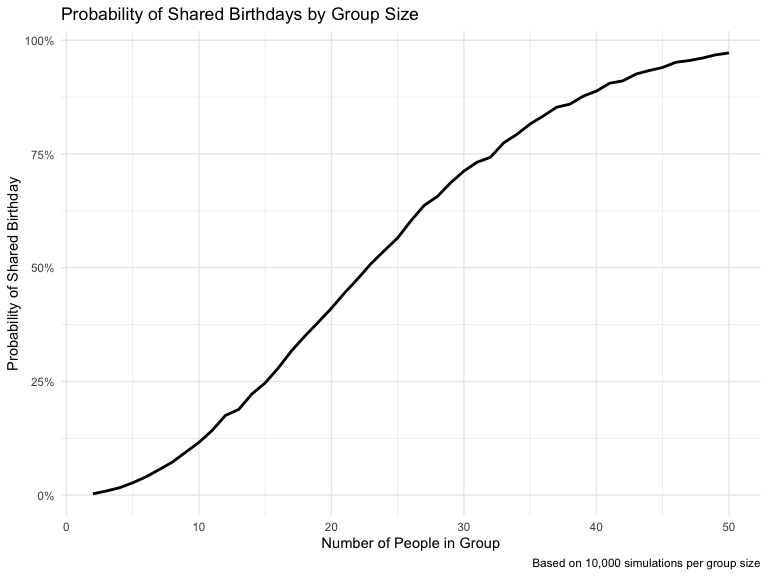 Probability of Shared Birthdays by Group Size
100%
75%
50%
25%
0%
Probability of Shared Birthday
0 10 20 30 40 50
Number of People in Group
Based on 10,000 simulations per group size